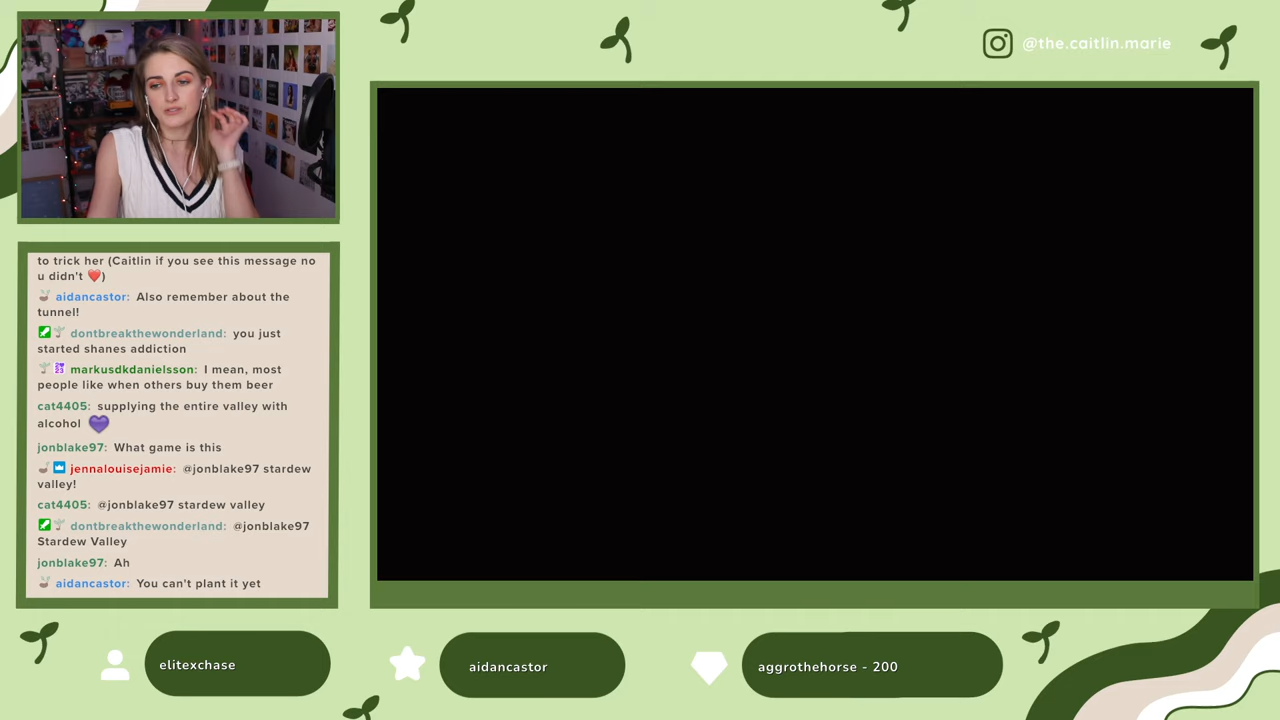 @the.caitlin.marie
to trick her (Caitlin if you see this message no
u didn't ❤️)
aidancastor: Also remember about the
tunnel!
dontbreakthewonderland: you just
started shanes addiction
markusdkdanielsson: I mean, most
people like when others buy them beer
cat4405: supplying the entire valley with
alcohol 💜
jonblake97: What game is this
jennalouisejamie: @jonblake97 stardew
valley!
cat4405: @jonblake97 stardew valley
dontbreakthewonderland: @jonblake97
Stardew Valley
jonblake97: Ah
aidancastor: You can't plant it yet
elitexchase
aidancastor
aggrothehorse - 200